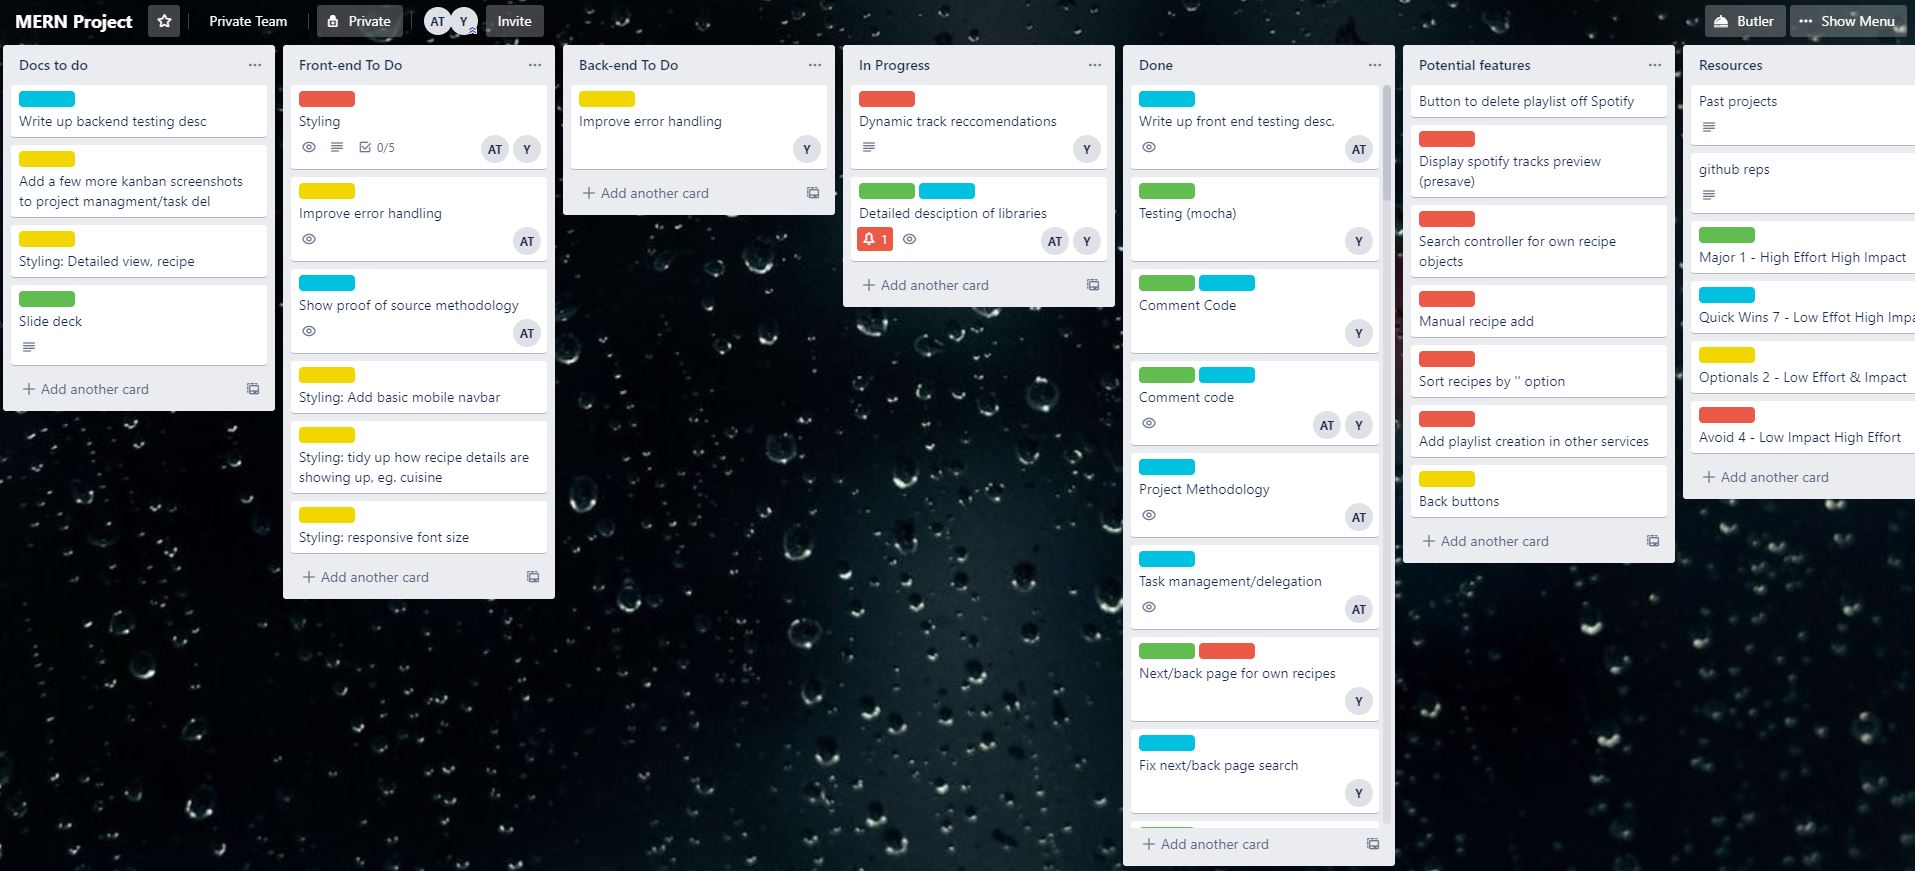 MERN Project
Private Team
Private
AT
Y
Invite
Butler
Show Menu
Docs to do
Write up backend testing desc
Add a few more kanban screenshots
to project managment/task del
Styling: Detailed view, recipe
Slide deck
+ Add another card
Front-end To Do
Styling
0/5
AT
Y
Improve error handling
AT
Show proof of source methodology
AT
Styling: Add basic mobile navbar
Styling: tidy up how recipe details are
showing up, eg. cuisine
Styling: responsive font size
+ Add another card
Back-end To Do
Improve error handling
Y
+ Add another card
In Progress
Dynamic track reccomendations
Y
Detailed desciption of libraries
1
AT
Y
+ Add another card
Done
Write up front end testing desc.
AT
Testing (mocha)
Y
Comment Code
Y
Comment code
AT
Y
Project Methodology
AT
Task management/delegation
AT
Next/back page for own recipes
Y
Fix next/back page search
Y
+ Add another card
Potential features
Button to delete playlist off Spotify
Display spotify tracks preview
(presave)
Search controller for own recipe
objects
Manual recipe add
Sort recipes by '' option
Add playlist creation in other services
Back buttons
+ Add another card
Resources
Past projects
github reps
Major 1 - High Effort High Impact
Quick Wins 7 - Low Effot High Impa
Optionals 2 - Low Effort & Impact
Avoid 4 - Low Impact High Effort
+ Add another card